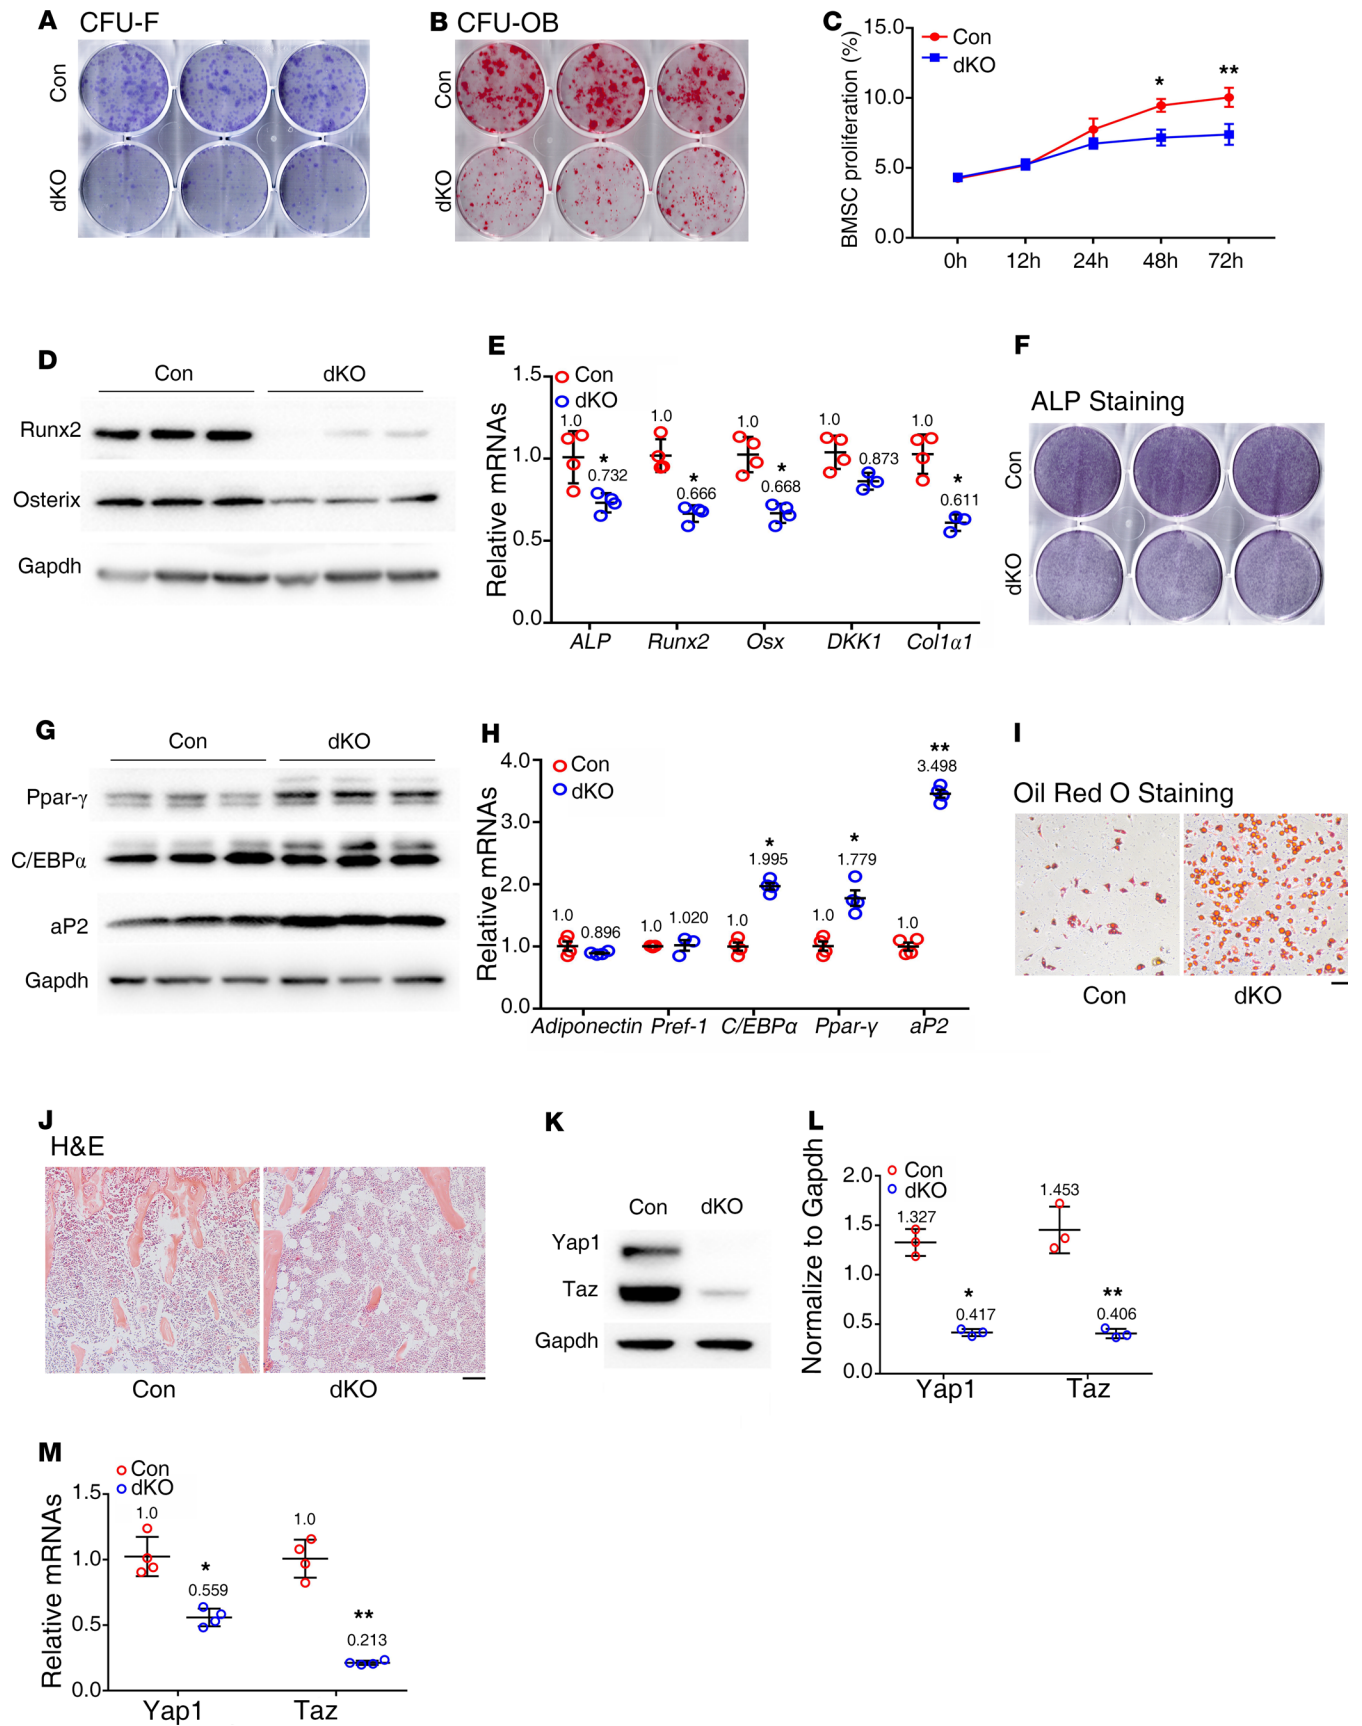 A CFU-F
Con
dKO
B CFU-OB
Con
dKO
C
BMSC proliferation (%)
15.0
10.0
5.0
0.0
Con
dKO
*
**
0h 12h 24h 48h 72h
D
Con dKO
Runx2
Osterix
Gapdh
E
Relative mRNAs
1.5
1.0
0.5
0.0
Con
dKO
1.0 * 0.732
1.0 * 0.666
1.0 * 0.668
1.0 0.873
1.0 * 0.611
ALP Runx2 Osx DKK1 Col1α1
F
ALP Staining
Con
dKO
G
Con dKO
Ppar-γ
C/EBPα
aP2
Gapdh
H
Relative mRNAs
4.0
3.0
2.0
1.0
0.0
Con
dKO
1.0 0.896
1.0 1.020
1.0 * 1.995
1.0 * 1.779
1.0 ** 3.498
Adiponectin Pref-1 C/EBPα Ppar-γ aP2
I
Oil Red O Staining
Con dKO
J
H&E
Con dKO
K
Con dKO
Yap1
Taz
Gapdh
L
Normalize to Gapdh
2.0
1.5
1.0
0.5
0.0
Con
dKO
1.327 * 0.417
1.453 ** 0.406
Yap1 Taz
M
Relative mRNAs
1.5
1.0
0.5
0.0
Con
dKO
1.0 * 0.559
1.0 ** 0.213
Yap1 Taz